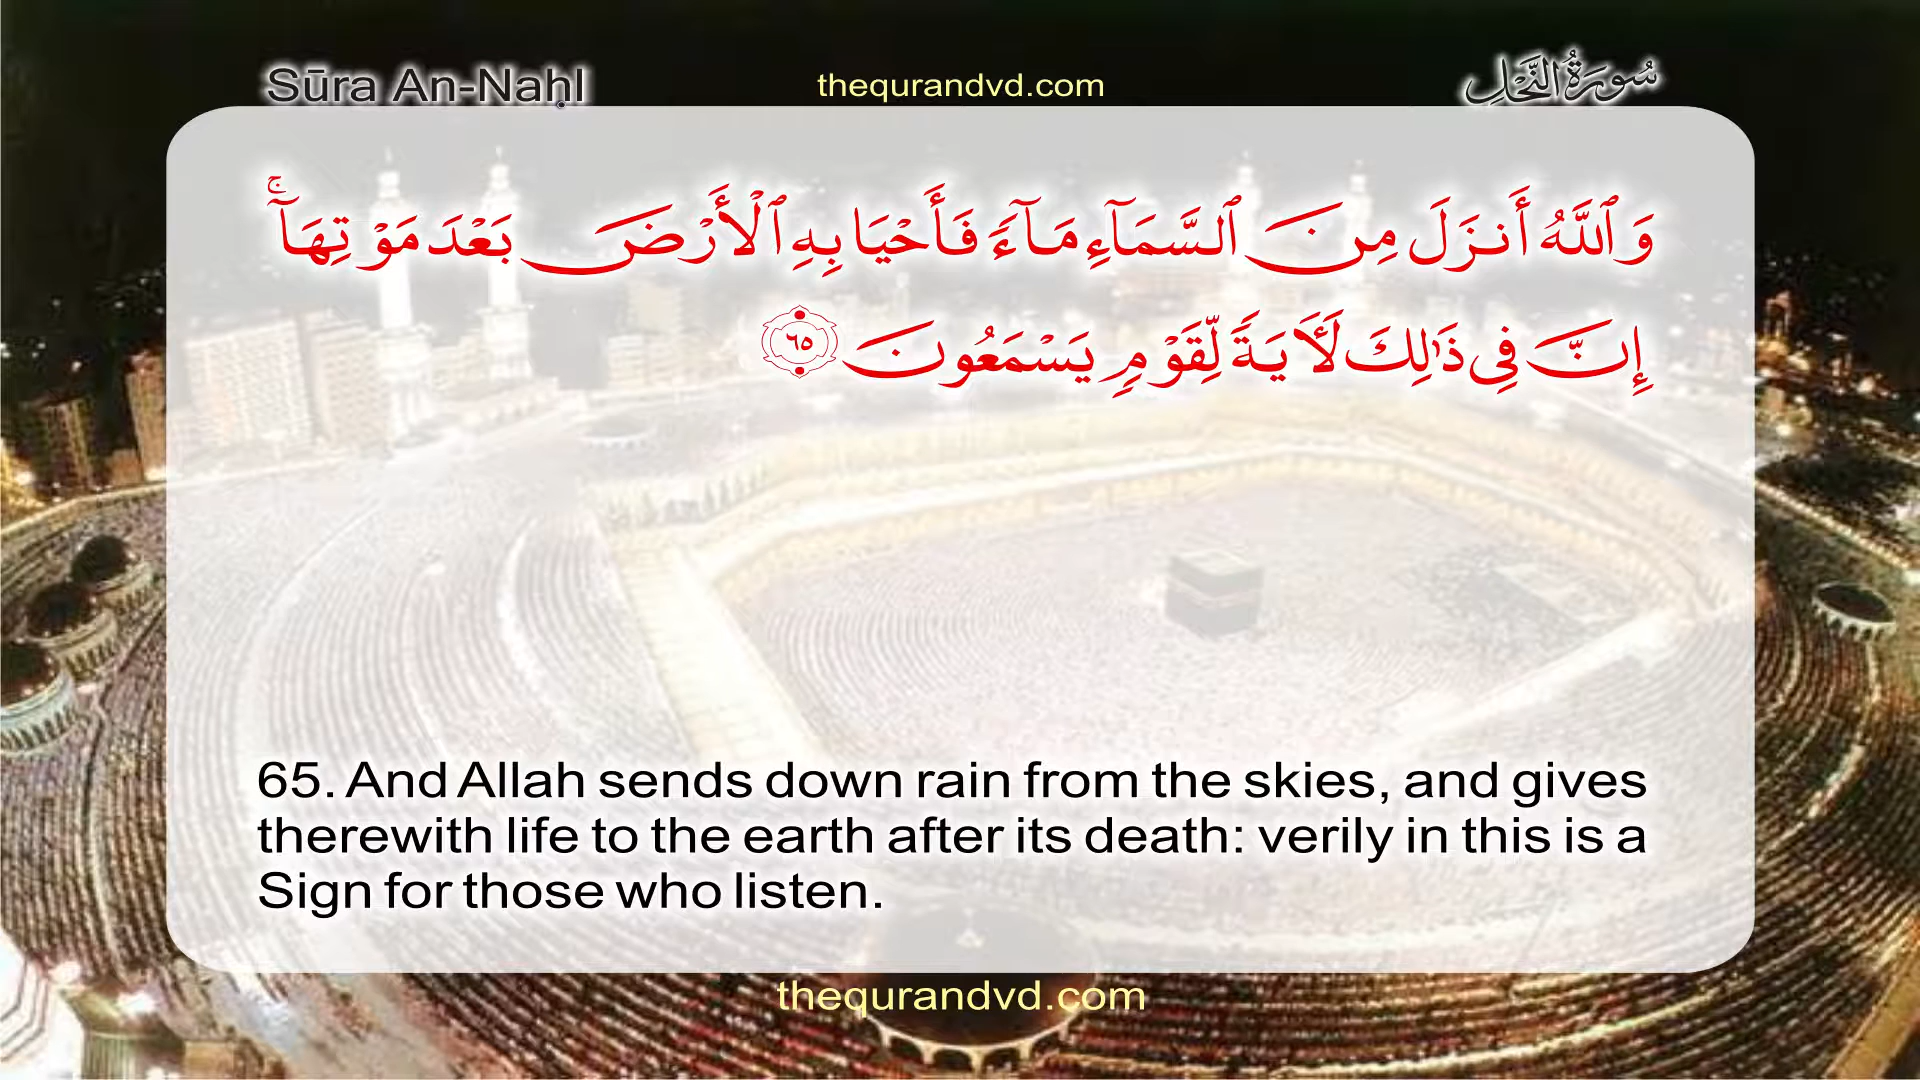 Sūra An-Naḥl
thequrandvd.com
سُورَةُ النَّحْلِ
وَٱللَّهُ أَنزَلَ مِنَ ٱلسَّمَآءِ مَآءً فَأَحْيَا بِهِ ٱلْأَرْضَ بَعْدَ مَوْتِهَآ ۚ
إِنَّ فِى ذَٰلِكَ لَـَٔايَةً لِّقَوْمٍ يَسْمَعُونَ ٦٥
65. And Allah sends down rain from the skies, and gives
therewith life to the earth after its death: verily in this is a
Sign for those who listen.
thequrandvd.com